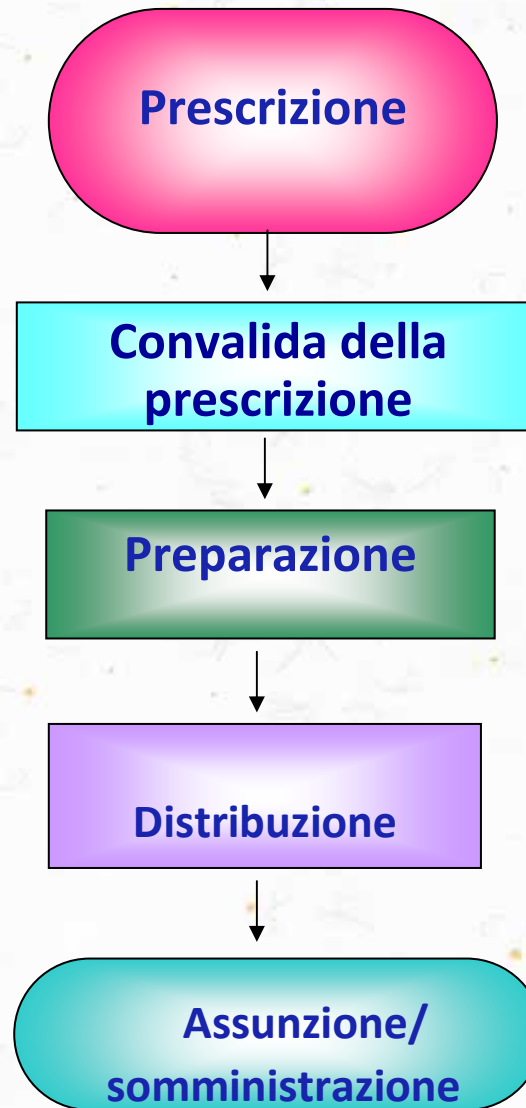 Prescrizione
Convalida della
prescrizione
Preparazione
Distribuzione
Assunzione/
somministrazione